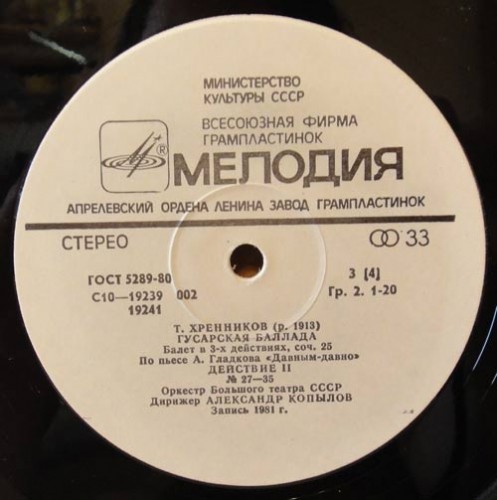 МИНИСТЕРСТВО
КУЛЬТУРЫ СССР
ВСЕСОЮЗНАЯ ФИРМА
ГРАМПЛАСТИНОК
® МЕЛОДИЯ
АПРЕЛЕВСКИЙ ОРДЕНА ЛЕНИНА ЗАВОД ГРАМПЛАСТИНОК
СТЕРЕО 33
ГОСТ 5289-80 3 [4]
С10—19239 002 Гр. 2. 1-20
19241
Т. ХРЕННИКОВ (р. 1913)
ГУСАРСКАЯ БАЛЛАДА
Балет в 3-х действиях, соч. 25
По пьесе А. Гладкова «Давным-давно»
ДЕЙСТВИЕ II
№ 27—35
Оркестр Большого театра СССР
Дирижер АЛЕКСАНДР КОПЫЛОВ
Запись 1981 г.